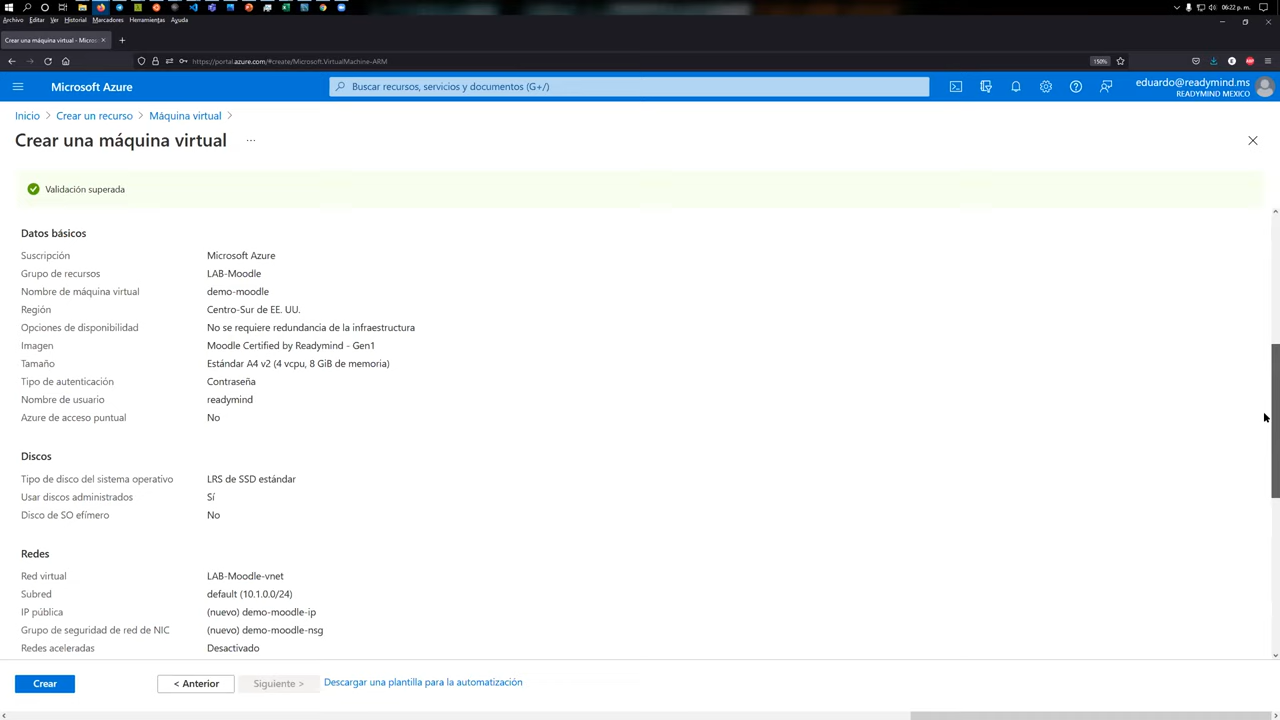 06:22 p. m.
Archivo Editar Ver Historial Marcadores Herramientas Ayuda
Crear una máquina virtual - Micros
https://portal.azure.com/#create/Microsoft.VirtualMachine-ARM
150%
Microsoft Azure
Buscar recursos, servicios y documentos (G+/)
eduardo@readymind.ms
READYMIND MEXICO
Inicio > Crear un recurso > Máquina virtual >
Crear una máquina virtual ...
Validación superada
Datos básicos
Suscripción Microsoft Azure
Grupo de recursos LAB-Moodle
Nombre de máquina virtual demo-moodle
Región Centro-Sur de EE. UU.
Opciones de disponibilidad No se requiere redundancia de la infraestructura
Imagen Moodle Certified by Readymind - Gen1
Tamaño Estándar A4 v2 (4 vcpu, 8 GiB de memoria)
Tipo de autenticación Contraseña
Nombre de usuario readymind
Azure de acceso puntual No
Discos
Tipo de disco del sistema operativo LRS de SSD estándar
Usar discos administrados Sí
Disco de SO efímero No
Redes
Red virtual LAB-Moodle-vnet
Subred default (10.1.0.0/24)
IP pública (nuevo) demo-moodle-ip
Grupo de seguridad de red de NIC (nuevo) demo-moodle-nsg
Redes aceleradas Desactivado
Crear < Anterior Siguiente > Descargar una plantilla para la automatización